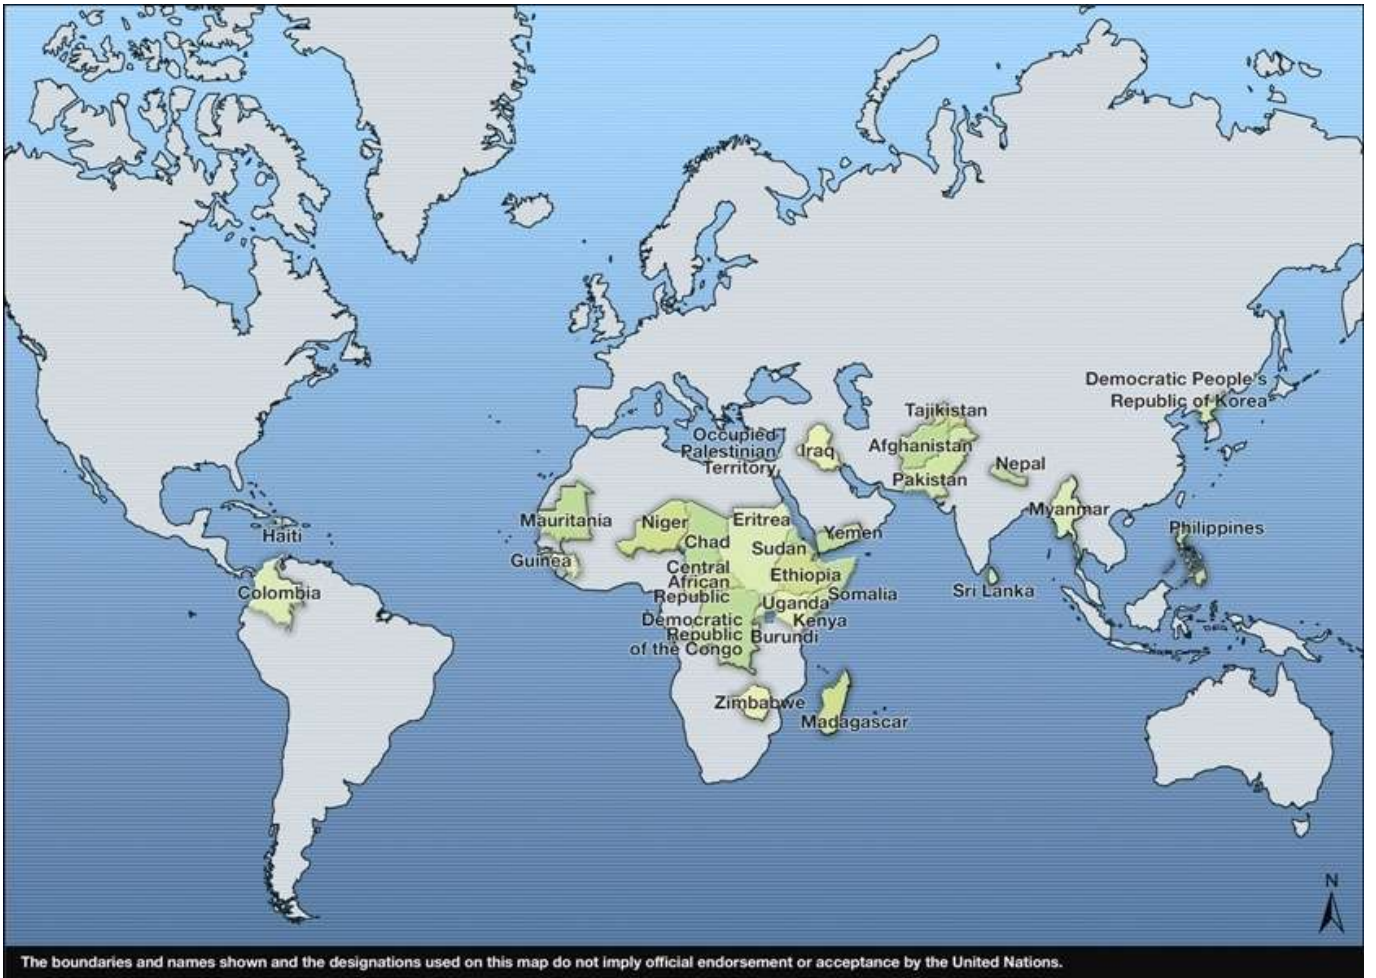 Democratic People's
Republic of Korea
Tajikistan
Occupied
Palestinian
Territory
Iraq
Afghanistan
Nepal
Pakistan
Mauritania
Niger
Eritrea
Yemen
Myanmar
Philippines
Haiti
Chad
Sudan
Guinea
Central
African
Republic
Ethiopia
Somalia
Sri Lanka
Colombia
Uganda
Kenya
Democratic
Republic
of the Congo
Burundi
Zimbabwe
Madagascar
N
The boundaries and names shown and the designations used on this map do not imply official endorsement or acceptance by the United Nations.